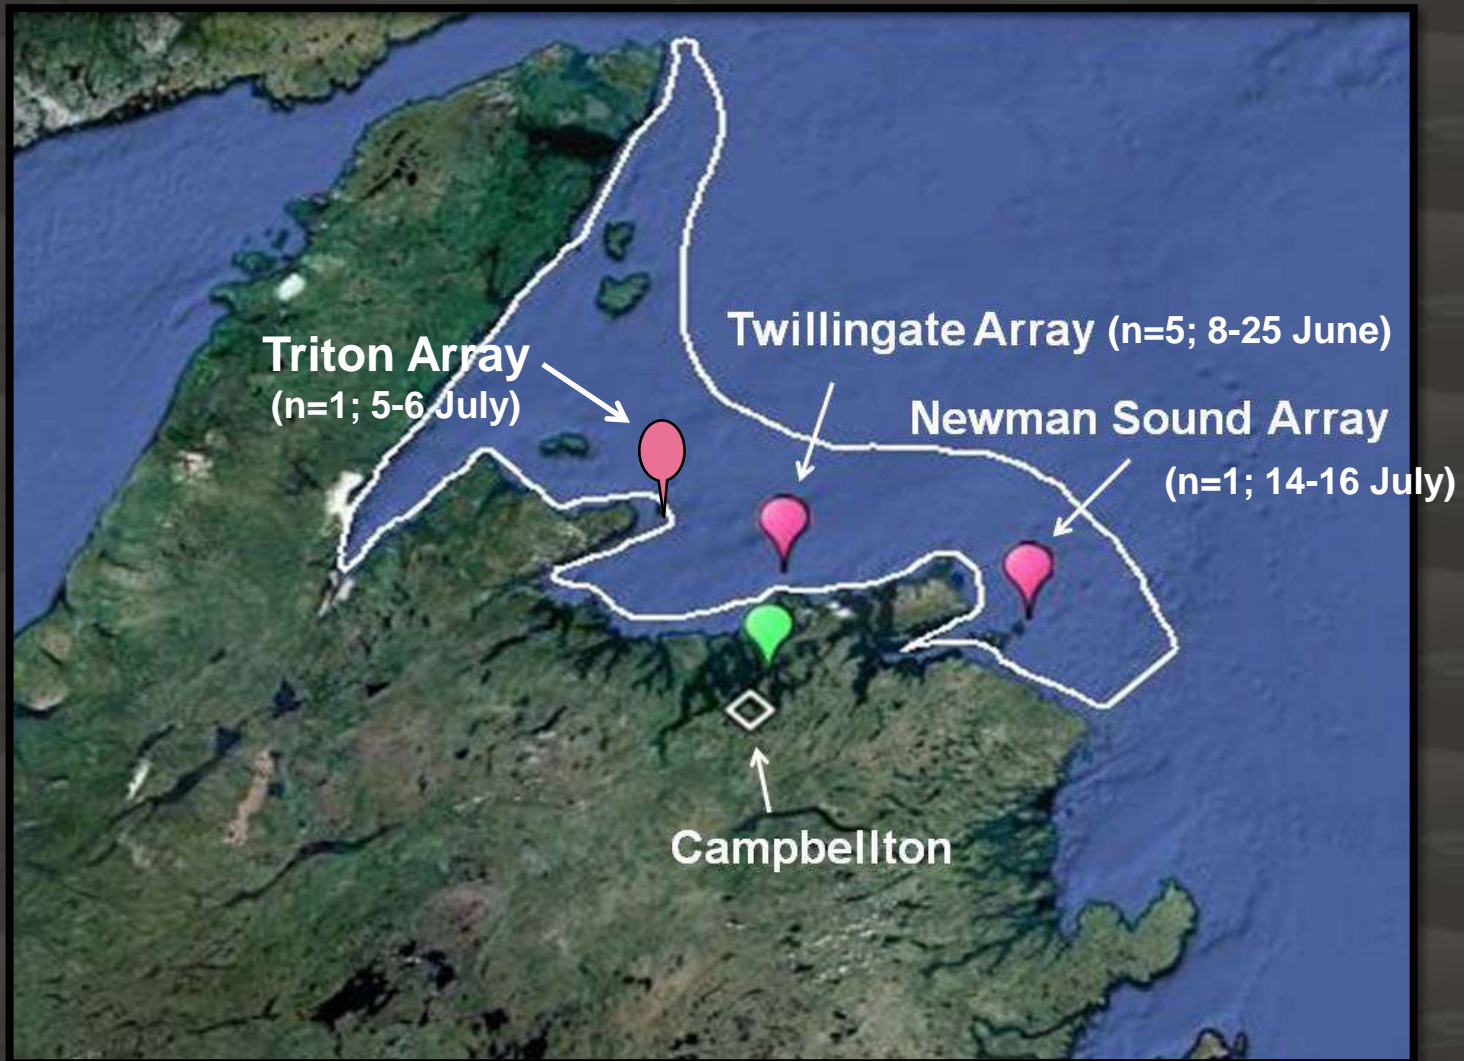 Twillingate Array (n=5; 8-25 June)
Triton Array
(n=1; 5-6 July)
Newman Sound Array
(n=1; 14-16 July)
Campbellton